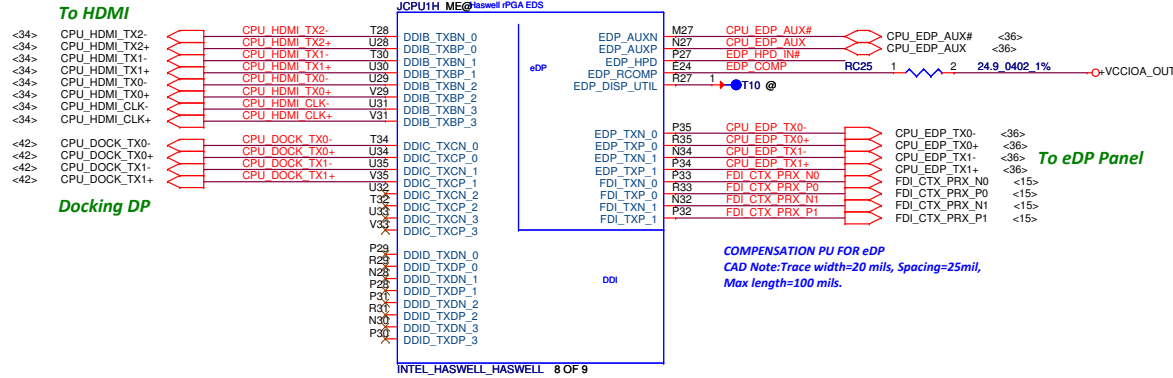 To HDMI
JCPU1H ME@ Haswell rPGA EDS
<34> CPU_HDMI_TX2- CPU_HDMI_TX2- T28 DDIB_TXBN_0
<34> CPU_HDMI_TX2+ CPU_HDMI_TX2+ U28 DDIB_TXBP_0
<34> CPU_HDMI_TX1- CPU_HDMI_TX1- T30 DDIB_TXBN_1
<34> CPU_HDMI_TX1+ CPU_HDMI_TX1+ U30 DDIB_TXBP_1
<34> CPU_HDMI_TX0- CPU_HDMI_TX0- U29 DDIB_TXBN_2
<34> CPU_HDMI_TX0+ CPU_HDMI_TX0+ V29 DDIB_TXBP_2
<34> CPU_HDMI_CLK- CPU_HDMI_CLK- U31 DDIB_TXBN_3
<34> CPU_HDMI_CLK+ CPU_HDMI_CLK+ V31 DDIB_TXBP_3
<42> CPU_DOCK_TX0- CPU_DOCK_TX0- T34 DDIC_TXCN_0
<42> CPU_DOCK_TX0+ CPU_DOCK_TX0+ U34 DDIC_TXCP_0
<42> CPU_DOCK_TX1- CPU_DOCK_TX1- U35 DDIC_TXCN_1
<42> CPU_DOCK_TX1+ CPU_DOCK_TX1+ V35 DDIC_TXCP_1
U32 DDIC_TXCN_2
T32 DDIC_TXCP_2
U33 DDIC_TXCN_3
V33 DDIC_TXCP_3
Docking DP
P29 DDID_TXDN_0
R29 DDID_TXDP_0
N28 DDID_TXDN_1
P28 DDID_TXDP_1
P31 DDID_TXDN_2
R31 DDID_TXDP_2
N30 DDID_TXDN_3
P30 DDID_TXDP_3
eDP
DDI
EDP_AUXN M27 CPU_EDP_AUX# CPU_EDP_AUX# <36>
EDP_AUXP N27 CPU_EDP_AUX CPU_EDP_AUX <36>
EDP_HPD P27 EDP_HPD_IN#
EDP_RCOMP E24 EDP_COMP RC25 1 2 24.9_0402_1% +VCCIOA_OUT
EDP_DISP_UTIL R27 1 T10 @
EDP_TXN_0 P35 CPU_EDP_TX0- CPU_EDP_TX0- <36>
EDP_TXP_0 R35 CPU_EDP_TX0+ CPU_EDP_TX0+ <36>
EDP_TXN_1 N34 CPU_EDP_TX1- CPU_EDP_TX1- <36>
EDP_TXP_1 P34 CPU_EDP_TX1+ CPU_EDP_TX1+ <36>
FDI_TXN_0 P33 FDI_CTX_PRX_N0 FDI_CTX_PRX_N0 <15>
FDI_TXP_0 R33 FDI_CTX_PRX_P0 FDI_CTX_PRX_P0 <15>
FDI_TXN_1 N32 FDI_CTX_PRX_N1 FDI_CTX_PRX_N1 <15>
FDI_TXP_1 P32 FDI_CTX_PRX_P1 FDI_CTX_PRX_P1 <15>
To eDP Panel
COMPENSATION PU FOR eDP
CAD Note:Trace width=20 mils, Spacing=25mil,
Max length=100 mils.
INTEL_HASWELL_HASWELL 8 OF 9